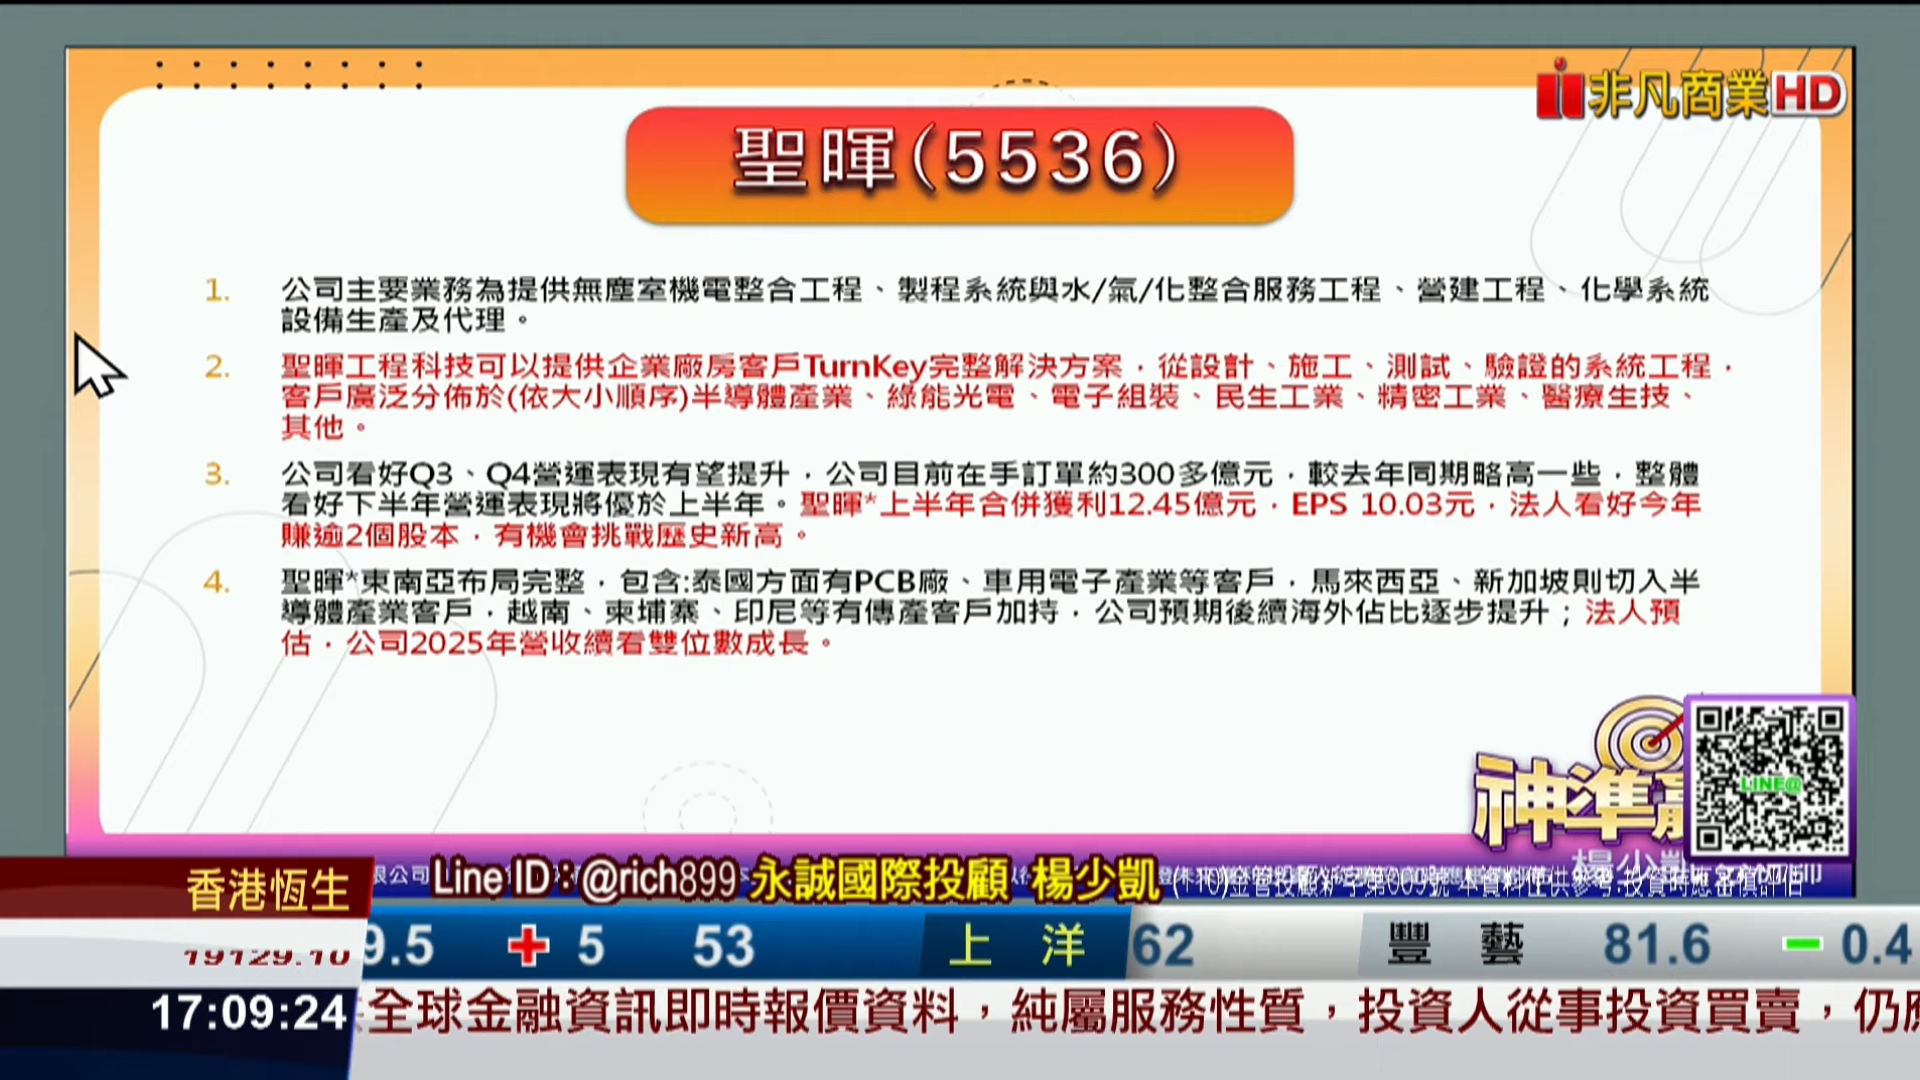 非凡商業HD
聖暉(5536)
1. 公司主要業務為提供無塵室機電整合工程、製程系統與水/氣/化整合服務工程、營建工程、化學系統
設備生產及代理。
2. 聖暉工程科技可以提供企業廠房客戶TurnKey完整解決方案，從設計、施工、測試、驗證的系統工程，
客戶廣泛分佈於(依大小順序)半導體產業、綠能光電、電子組裝、民生工業、精密工業、醫療生技、
其他。
3. 公司看好Q3、Q4營運表現有望提升，公司目前在手訂單約300多億元，較去年同期略高一些，整體
看好下半年營運表現將優於上半年。聖暉*上半年合併獲利12.45億元，EPS 10.03元，法人看好今年
賺逾2個股本，有機會挑戰歷史新高。
4. 聖暉*東南亞布局完整，包含:泰國方面有PCB廠、車用電子產業等客戶，馬來西亞、新加坡則切入半
導體產業客戶，越南、柬埔寨、印尼等有傳產客戶加持，公司預期後續海外佔比逐步提升；法人預
估，公司2025年營收續看雙位數成長。
神準
LINE@
香港恆生
Line ID：@rich899 永誠國際投顧 楊少凱
19129.10
9.5 5 53 上洋 62 豐藝 81.6 0.4
17:09:24
全球金融資訊即時報價資料，純屬服務性質，投資人從事投資買賣，仍應